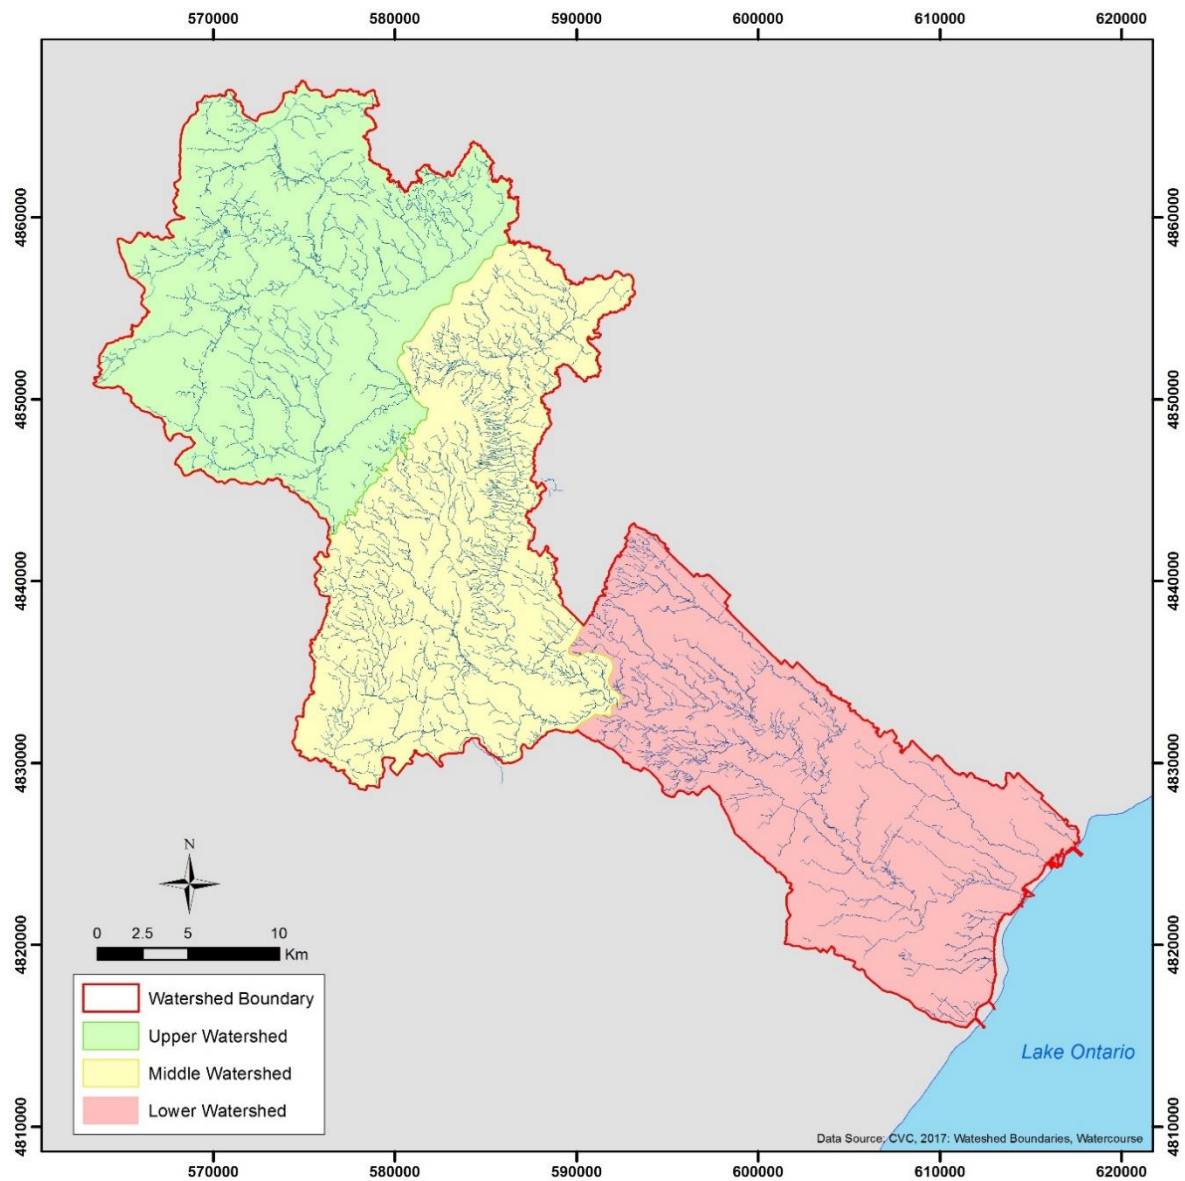 570000 580000 590000 600000 610000 620000
4860000 4860000
4850000 4850000
4840000 4840000
4830000 4830000
4820000 4820000
4810000 4810000
N
0 2.5 5 10
Km
Watershed Boundary
Upper Watershed
Middle Watershed
Lower Watershed
Lake Ontario
Data Source: CVC, 2017: Wateshed Boundaries, Watercourse
570000 580000 590000 600000 610000 620000